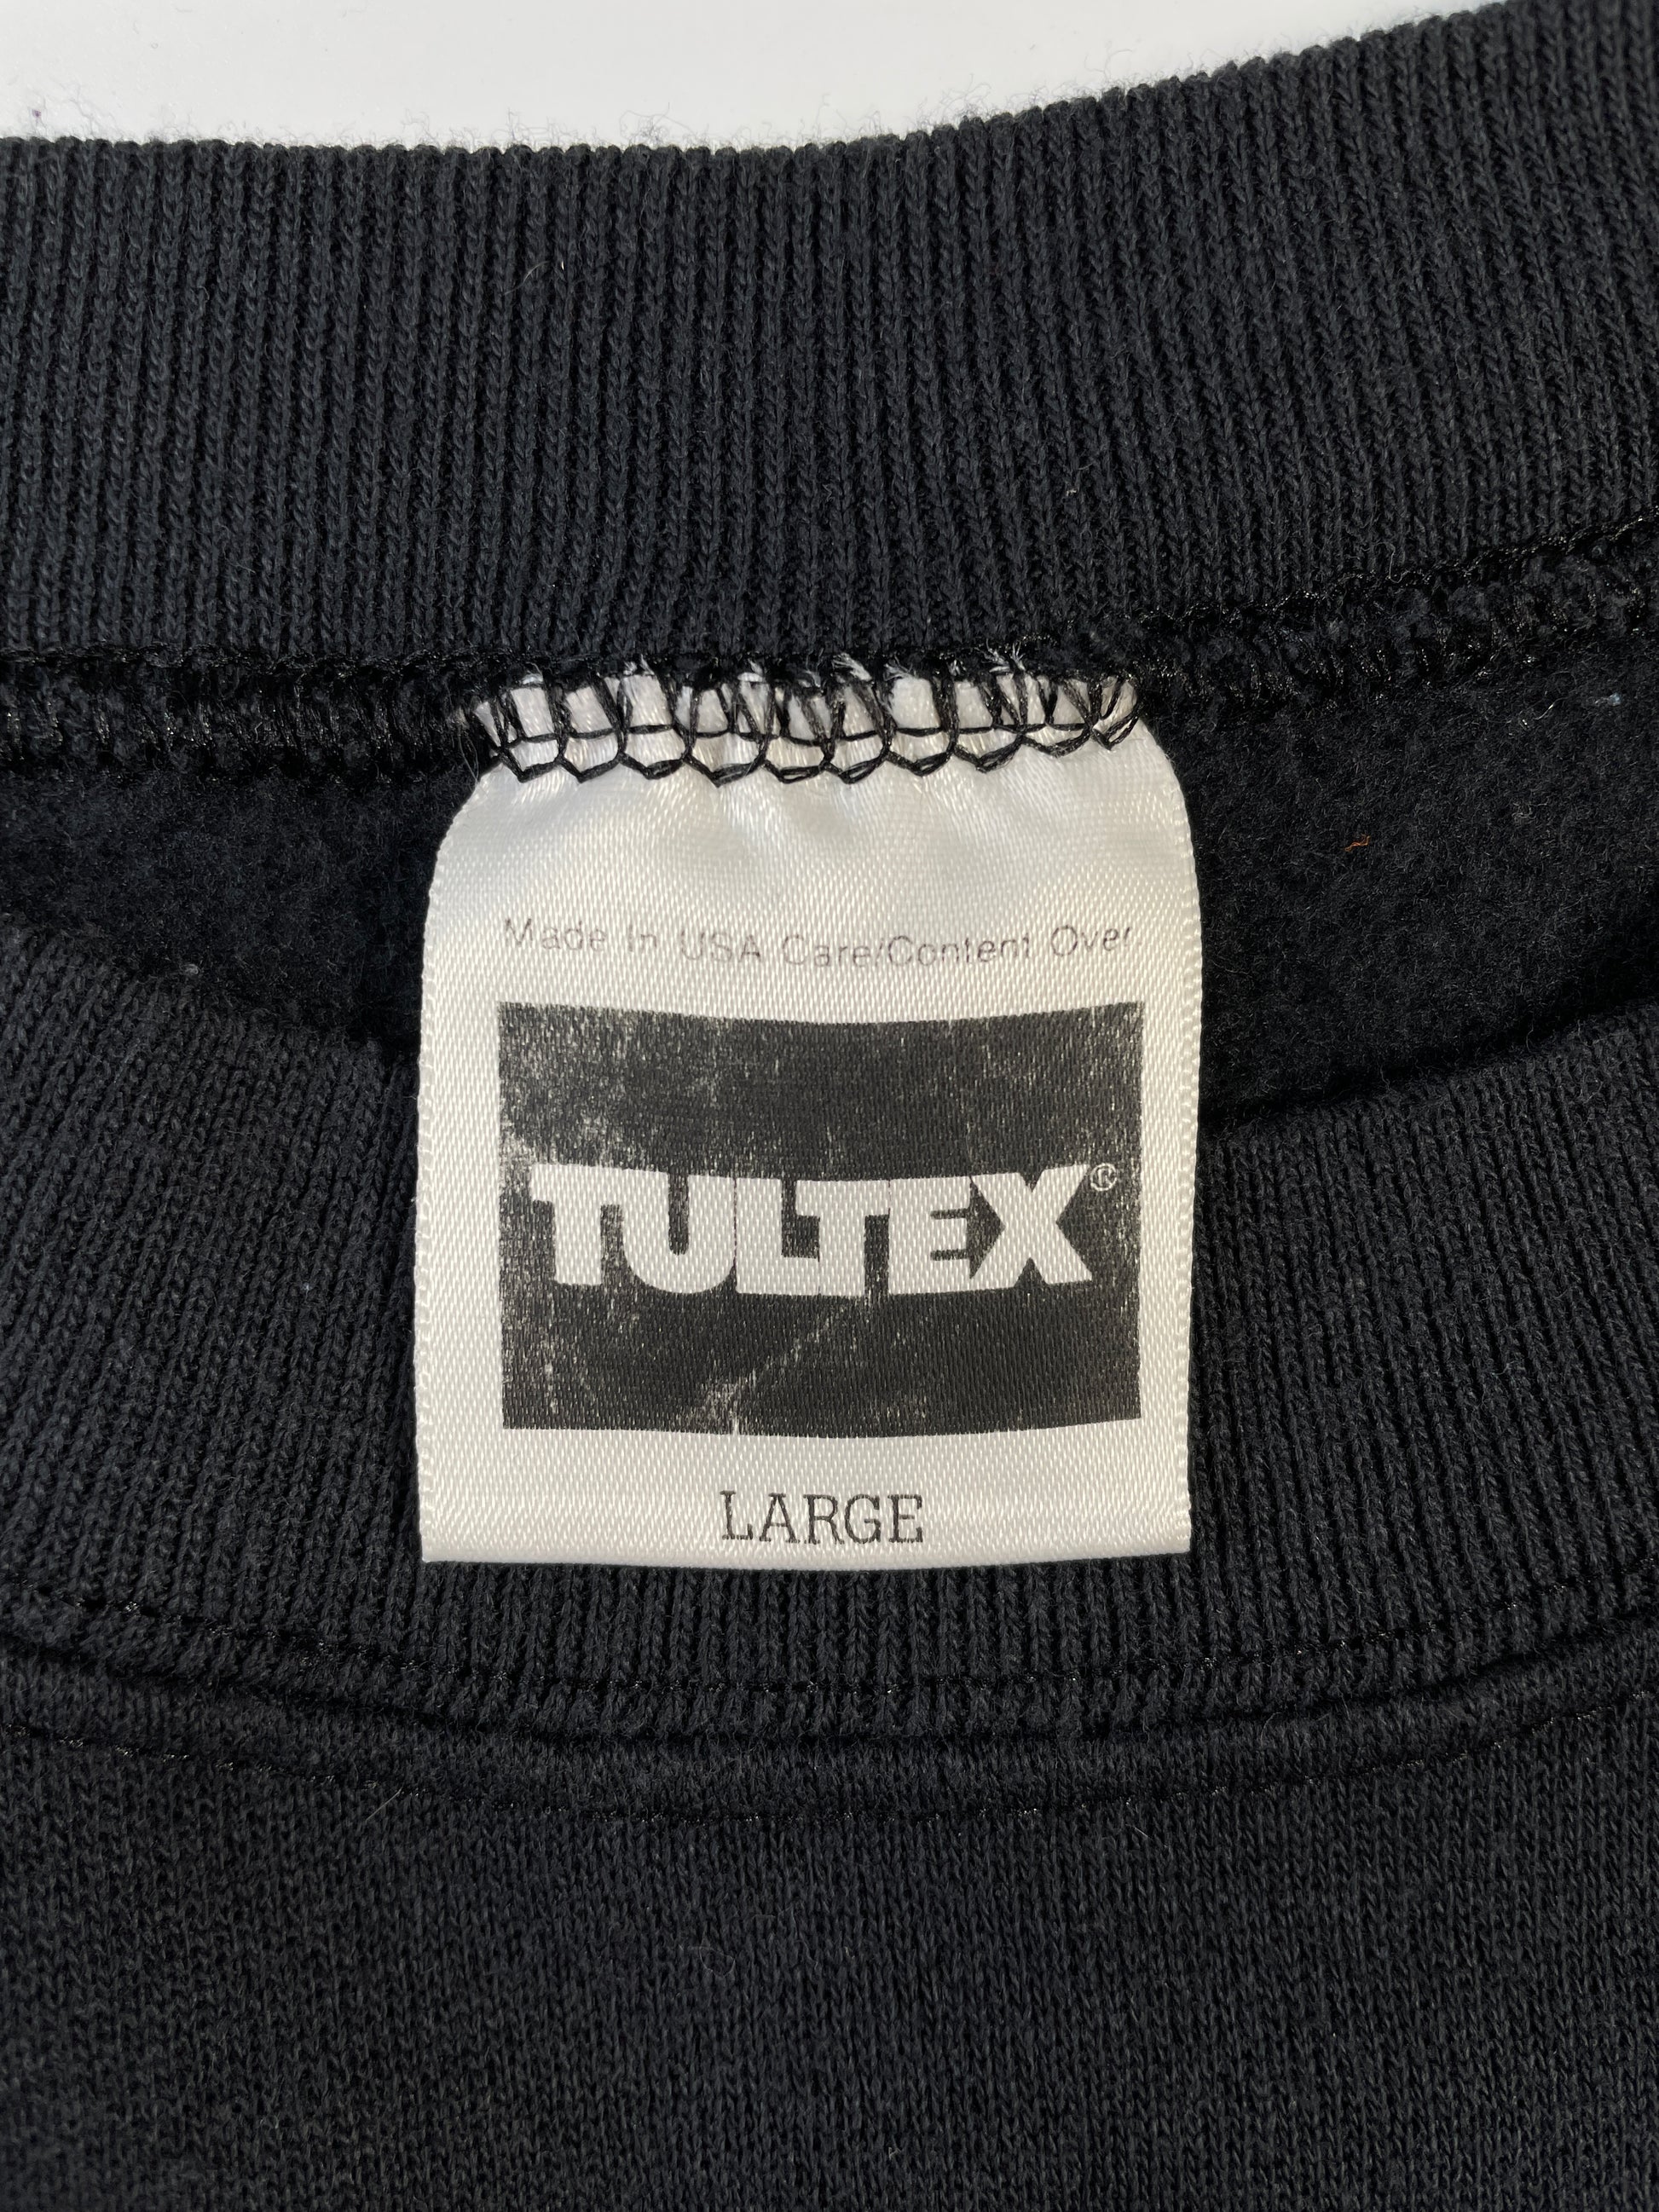 Made In USA Care/Content Over
TULTEX®
LARGE